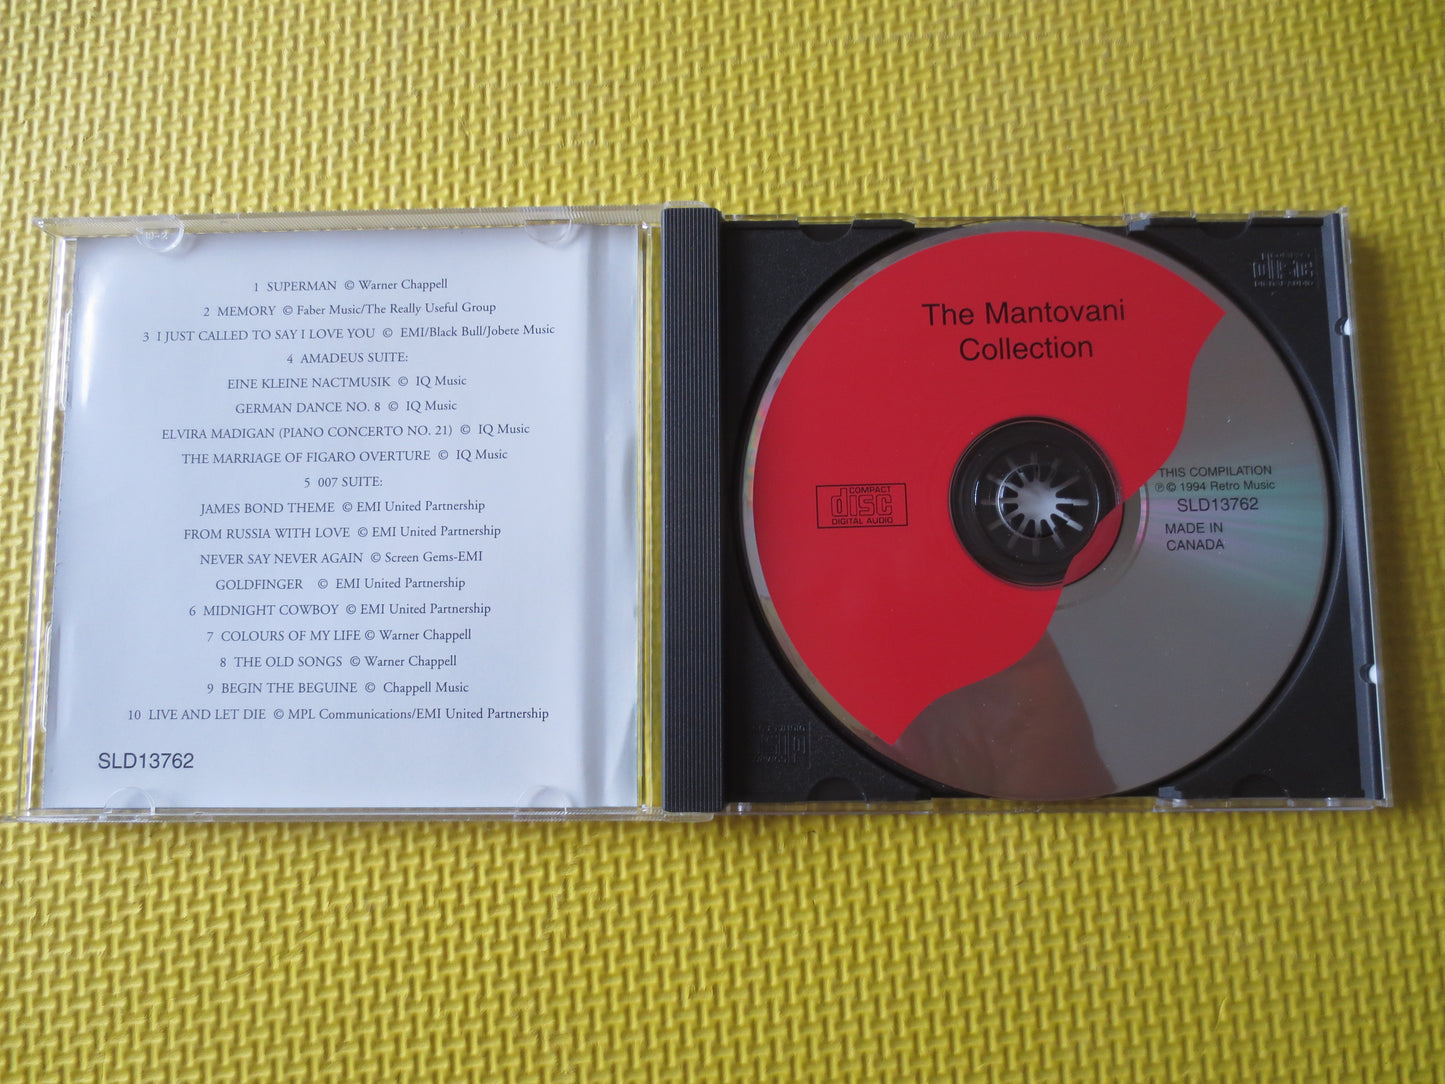 1 SUPERMAN © Warner Chappell
2 MEMORY © Faber Music/The Really Useful Group
3 I JUST CALLED TO SAY I LOVE YOU © EMI/Black Bull/Jobete Music
4 AMADEUS SUITE:
EINE KLEINE NACTMUSIK © IQ Music
GERMAN DANCE NO. 8 © IQ Music
ELVIRA MADIGAN (PIANO CONCERTO NO. 21) © IQ Music
THE MARRIAGE OF FIGARO OVERTURE © IQ Music
5 007 SUITE:
JAMES BOND THEME © EMI United Partnership
FROM RUSSIA WITH LOVE © EMI United Partnership
NEVER SAY NEVER AGAIN © Screen Gems-EMI
GOLDFINGER © EMI United Partnership
6 MIDNIGHT COWBOY © EMI United Partnership
7 COLOURS OF MY LIFE © Warner Chappell
8 THE OLD SONGS © Warner Chappell
9 BEGIN THE BEGUINE © Chappell Music
10 LIVE AND LET DIE © MPL Communications/EMI United Partnership
SLD13762
The Mantovani
Collection
COMPACT
disc
DIGITAL AUDIO
THIS COMPILATION
℗ © 1994 Retro Music
SLD13762
MADE IN
CANADA
COMPACT
disc
DIGITAL AUDIO